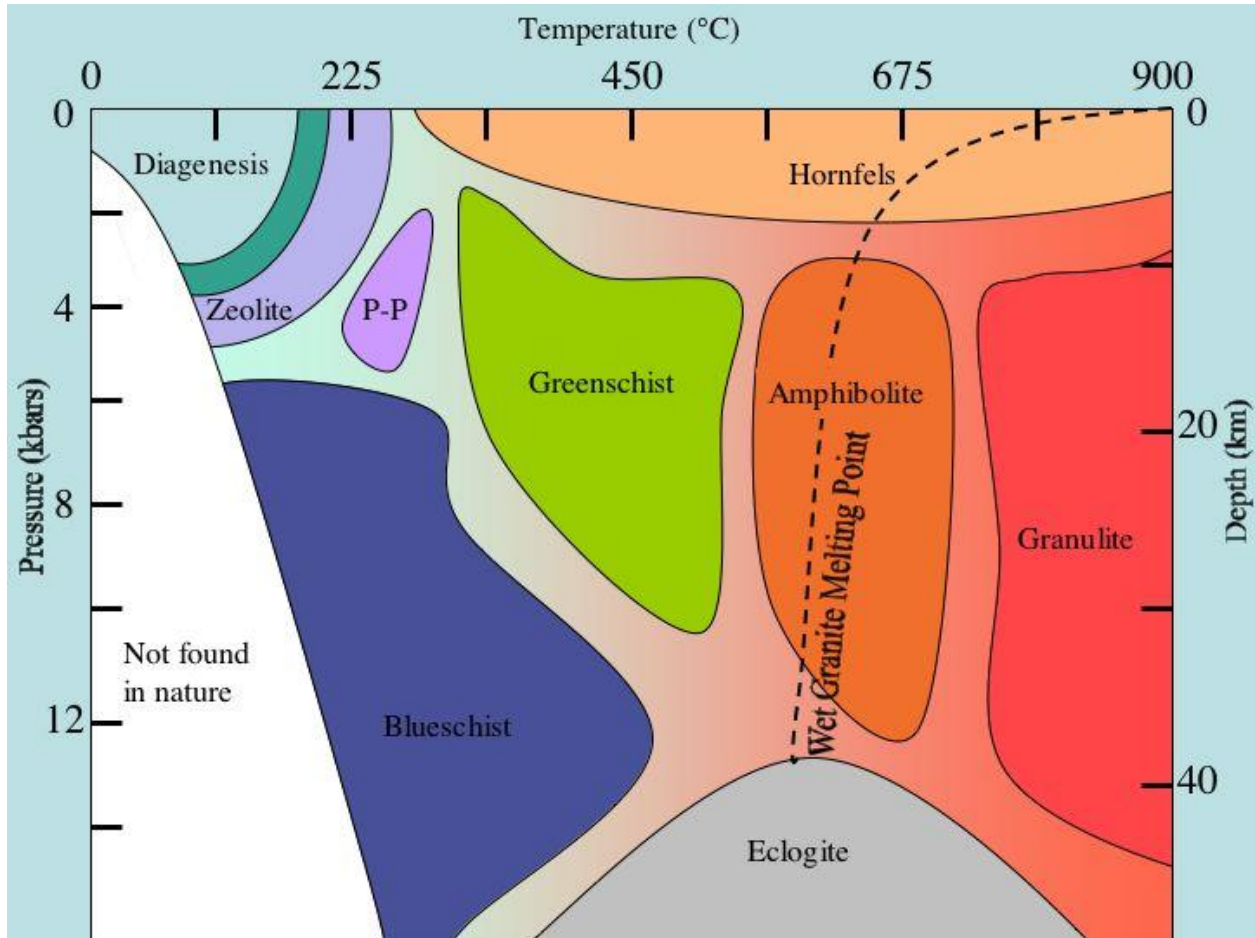 Temperature (°C)
0 225 450 675 900
0
0
Diagenesis
Hornfels
Zeolite
P-P
4
Greenschist
Amphibolite
20
Pressure (kbars)
Depth (km)
8
Wet Granite Melting Point
Granulite
Not found
in nature
12
Blueschist
40
Eclogite